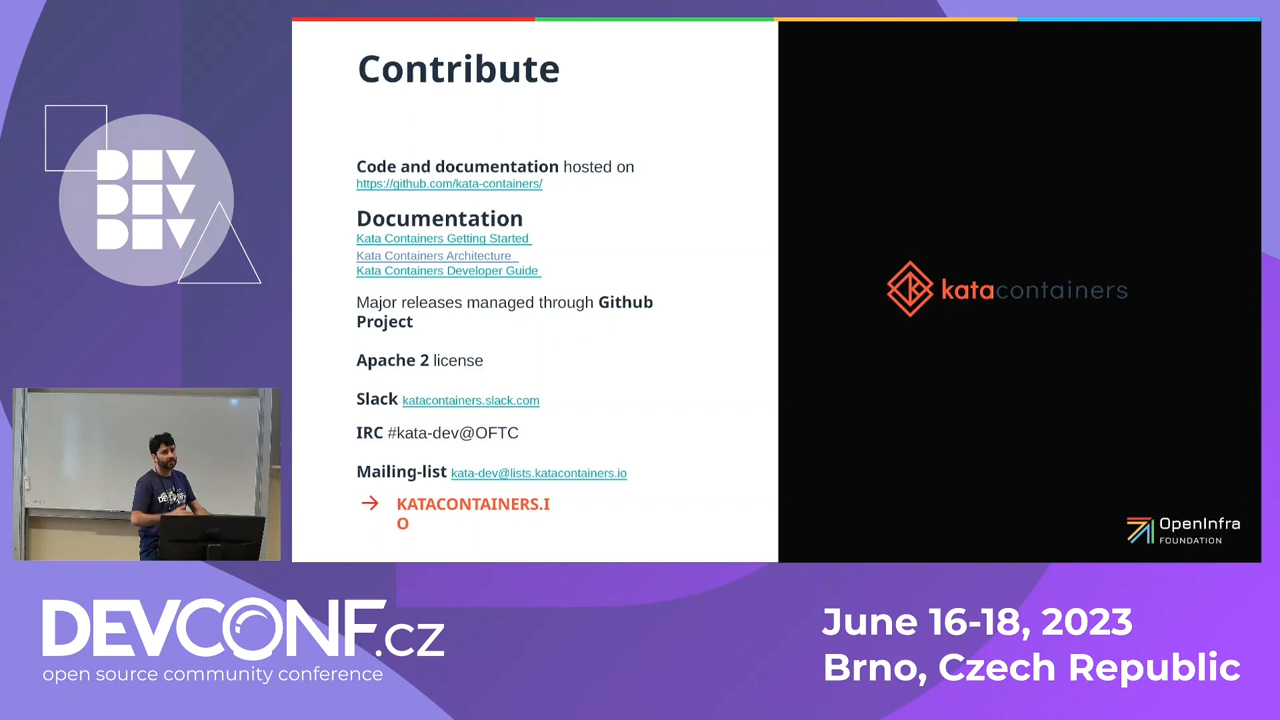 Contribute
Code and documentation hosted on
https://github.com/kata-containers/
Documentation
Kata Containers Getting Started
Kata Containers Architecture
Kata Containers Developer Guide
Major releases managed through Github
Project
Apache 2 license
Slack katacontainers.slack.com
IRC #kata-dev@OFTC
Mailing-list kata-dev@lists.katacontainers.io
→ KATACONTAINERS.I
O
katacontainers
OpenInfra
FOUNDATION
DEV
DEV
DEV
DEVCONF.cz
open source community conference
June 16-18, 2023
Brno, Czech Republic